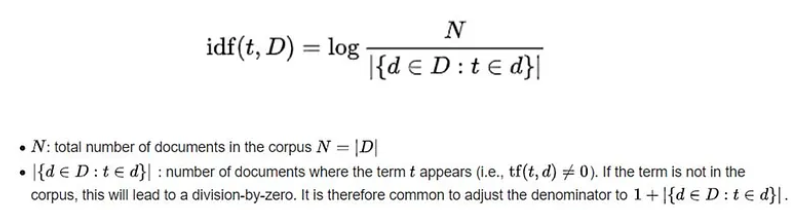 idf(t, D) = log N / |{d ∈ D : t ∈ d}|
• N: total number of documents in the corpus N = |D|
• |{d ∈ D : t ∈ d}| : number of documents where the term t appears (i.e., tf(t, d) ≠ 0). If the term is not in the
corpus, this will lead to a division-by-zero. It is therefore common to adjust the denominator to 1 + |{d ∈ D : t ∈ d}|.